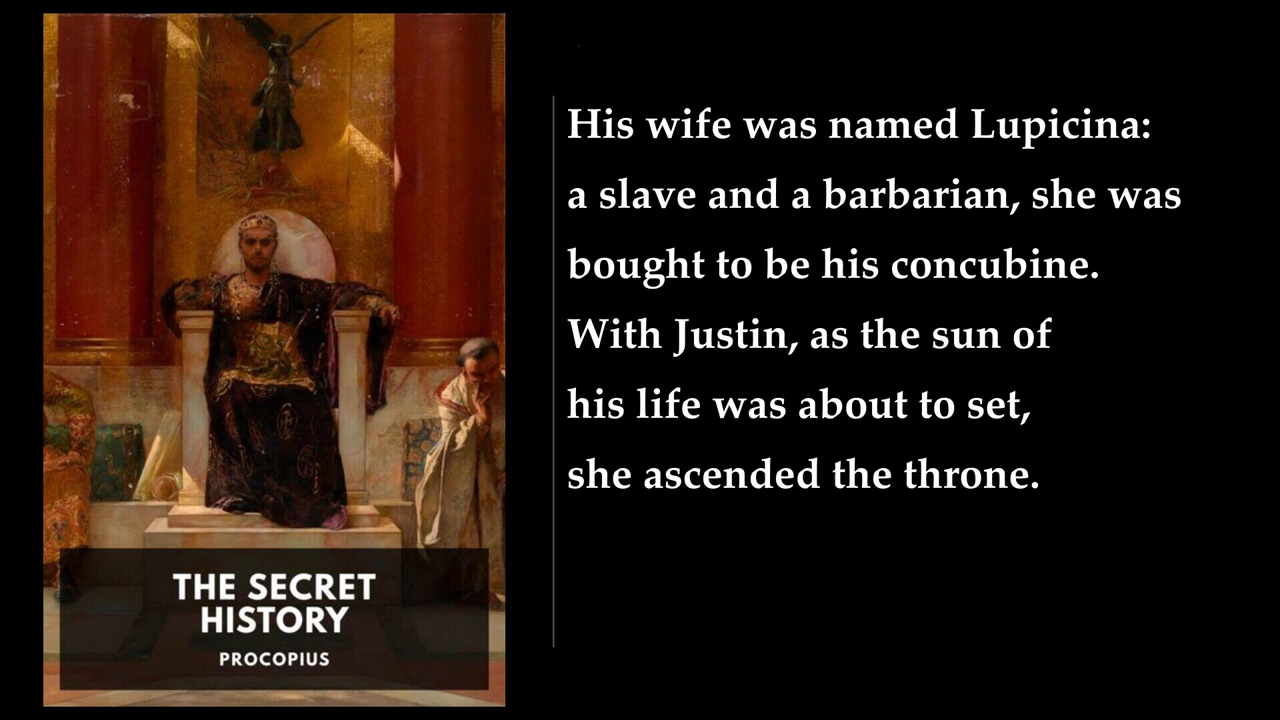 His wife was named Lupicina:
a slave and a barbarian, she was
bought to be his concubine.
With Justin, as the sun of
his life was about to set,
she ascended the throne.
THE SECRET
HISTORY
PROCOPIUS